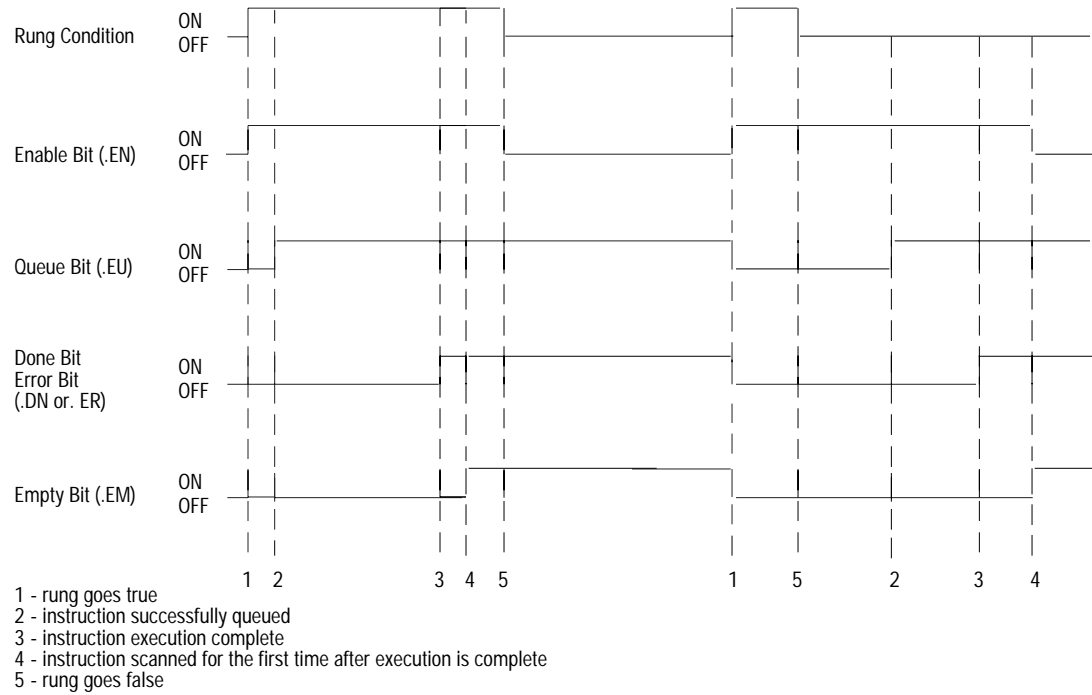 Rung Condition
ON
OFF
Enable Bit (.EN)
ON
OFF
Queue Bit (.EU)
ON
OFF
Done Bit
Error Bit
(.DN or. ER)
ON
OFF
Empty Bit (.EM)
ON
OFF
1 2 3 4 5 1 5 2 3 4
1 - rung goes true
2 - instruction successfully queued
3 - instruction execution complete
4 - instruction scanned for the first time after execution is complete
5 - rung goes false